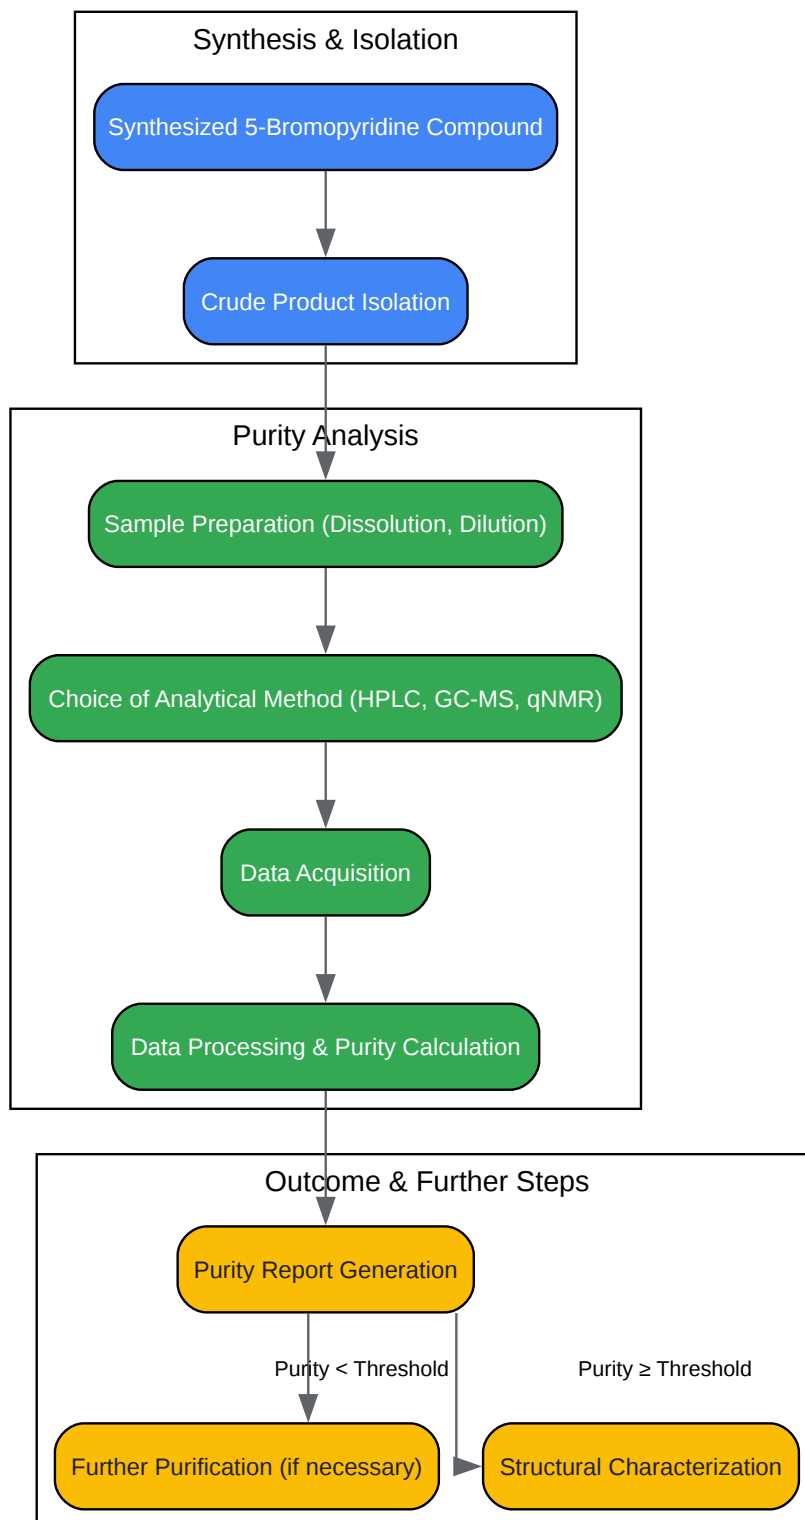 Synthesis & Isolation
Synthesized 5-Bromopyridine Compound
Crude Product Isolation
Purity Analysis
Sample Preparation (Dissolution, Dilution)
Choice of Analytical Method (HPLC, GC-MS, qNMR)
Data Acquisition
Data Processing & Purity Calculation
Outcome & Further Steps
Purity Report Generation
Purity < Threshold
Purity ≥ Threshold
Further Purification (if necessary)
Structural Characterization